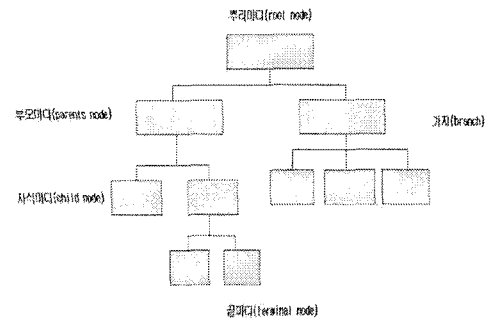 뿌리마디(root node)
부모마디(parents node)
가지(branch)
자식마디(child node)
끝마디(terminal node)